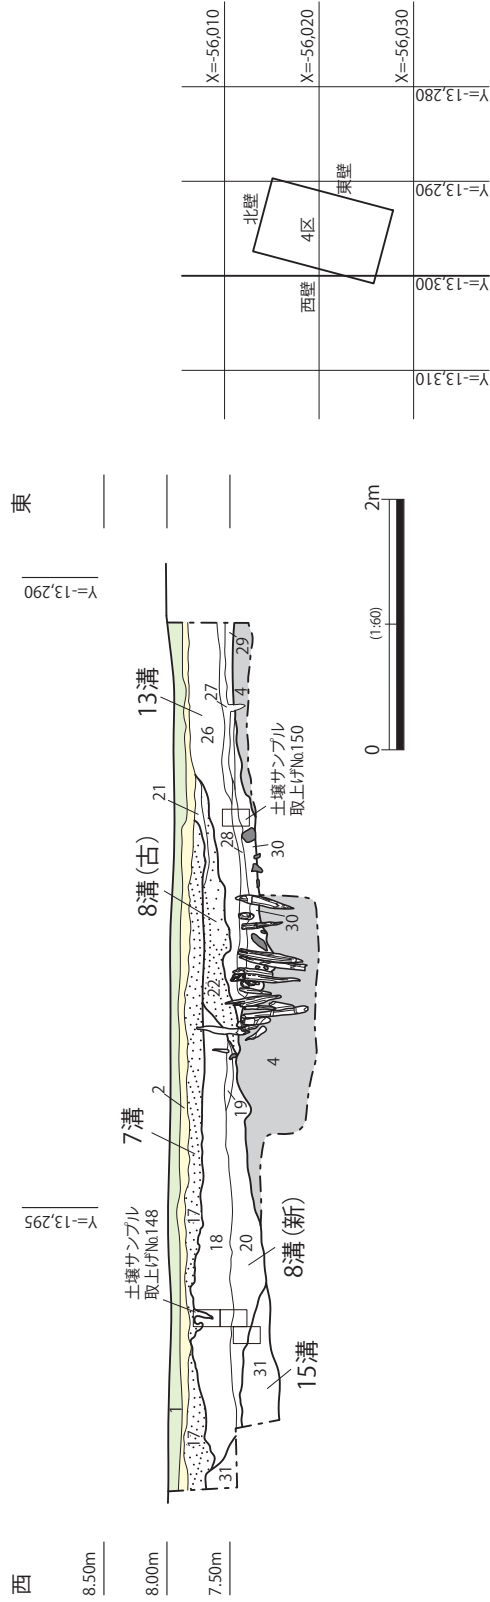 西
東
8.50m
8.00m
7.50m
Y=-13,295
Y=-13,290
土壌サンプル
取上げNo.148
7溝
2
8溝（古）
21
13溝
1
17
17
18
19
20
22
26
27
28
29
4
4
30
30
31
31
8溝（新）
15溝
土壌サンプル
取上げNo.150
0
(1:60)
2m
X=-56,010
X=-56,020
X=-56,030
北壁
東壁
西壁
4区
Y=-13,310
Y=-13,300
Y=-13,290
Y=-13,280